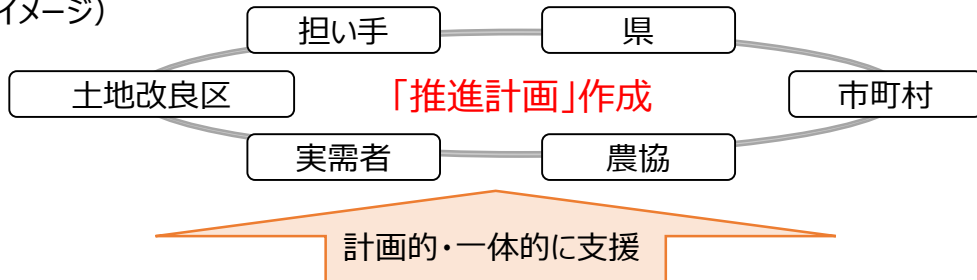 イメージ)
担い手
県
土地改良区
「推進計画」作成
市町村
実需者
農協
計画的・一体的に支援